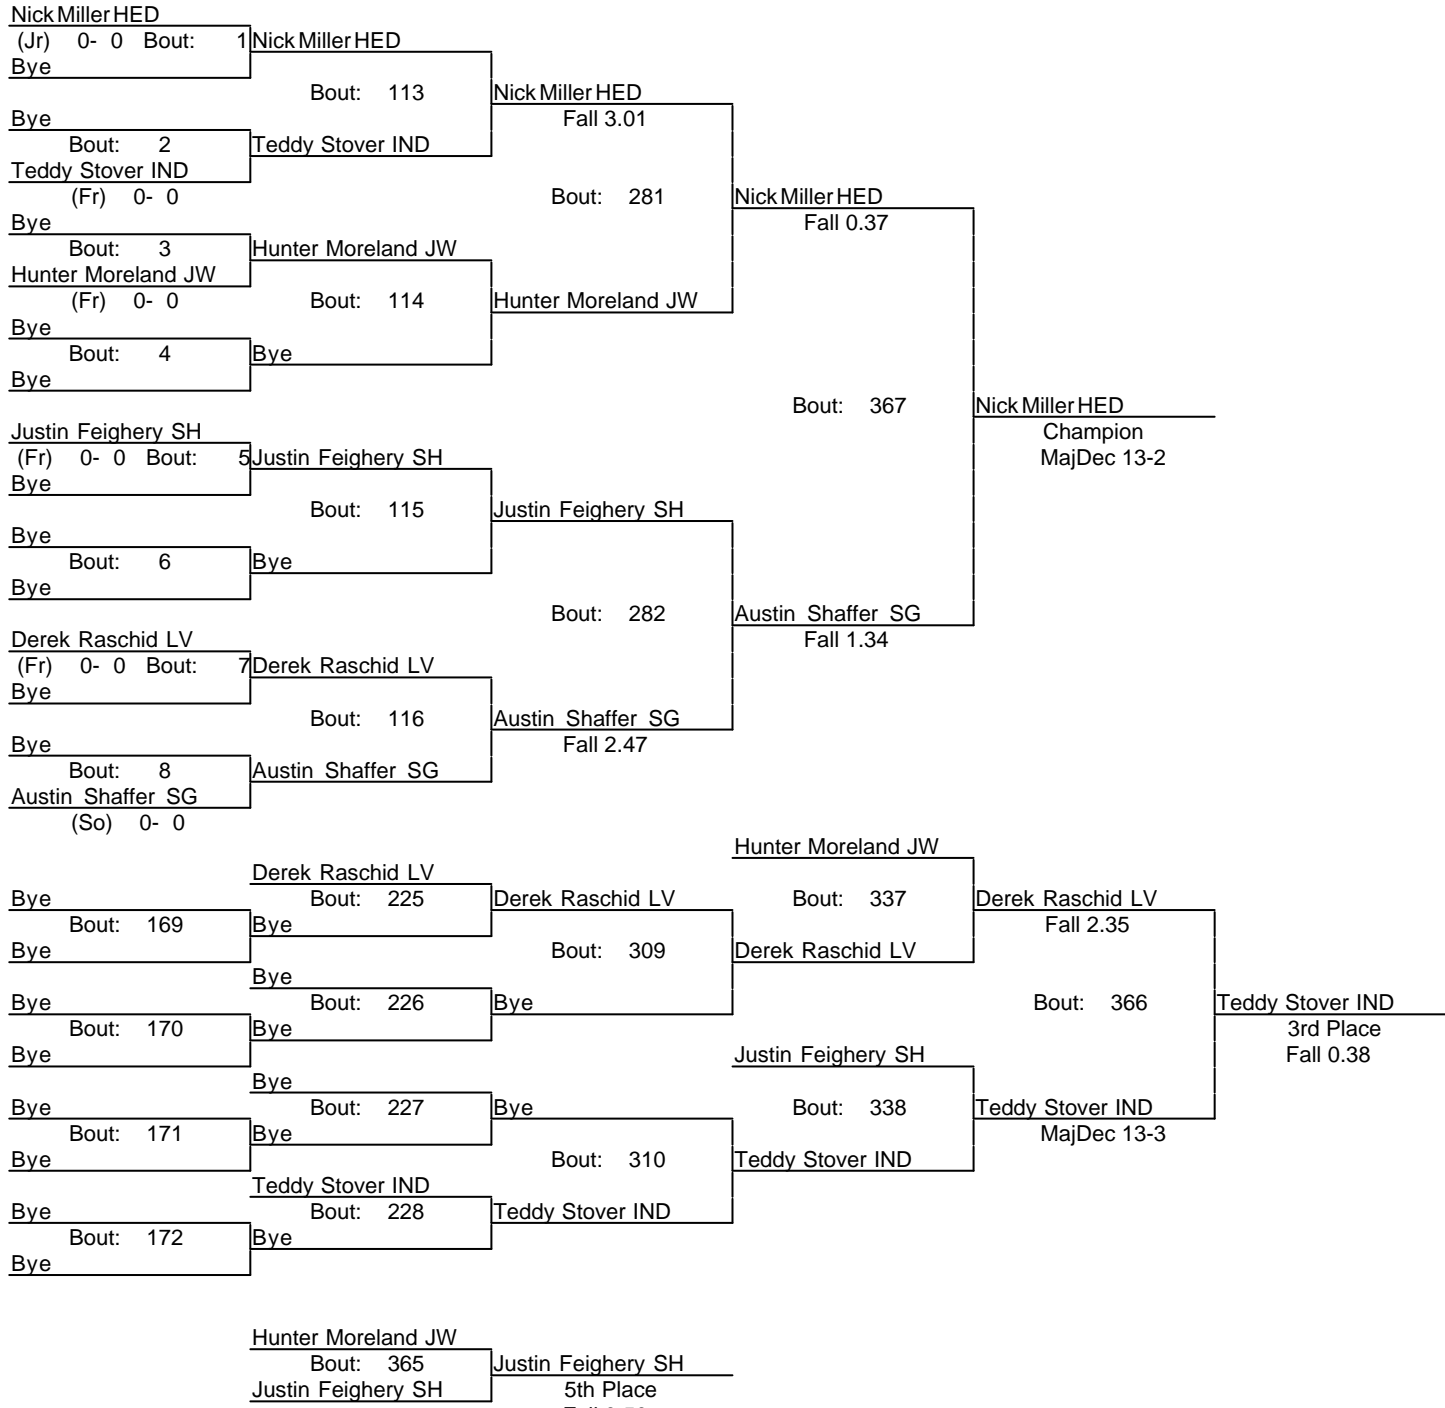 Nick Miller HED
(Jr) 0- 0 Bout: 1 Nick Miller HED
Bye
Bout: 113 Nick Miller HED
Bye Fall 3.01
Bout: 2 Teddy Stover IND
Teddy Stover IND
(Fr) 0- 0 Bout: 281 Nick Miller HED
Bye Fall 0.37
Bout: 3 Hunter Moreland JW
Hunter Moreland JW
(Fr) 0- 0 Bout: 114 Hunter Moreland JW
Bye
Bout: 4 Bye
Bye
Bout: 367 Nick Miller HED
Justin Feighery SH Champion
(Fr) 0- 0 Bout: 5 Justin Feighery SH MajDec 13-2
Bye
Bout: 115 Justin Feighery SH
Bye
Bout: 6 Bye
Bye
Bout: 282 Austin Shaffer SG
Derek Raschid LV Fall 1.34
(Fr) 0- 0 Bout: 7 Derek Raschid LV
Bye
Bout: 116 Austin Shaffer SG
Bye Fall 2.47
Bout: 8 Austin Shaffer SG
Austin Shaffer SG
(So) 0- 0
Hunter Moreland JW
Derek Raschid LV
Bye Bout: 225 Derek Raschid LV Bout: 337 Derek Raschid LV
Bout: 169 Bye Fall 2.35
Bye Bout: 309 Derek Raschid LV
Bye
Bye Bout: 226 Bye Bout: 366 Teddy Stover IND
Bout: 170 Bye 3rd Place
Bye Justin Feighery SH Fall 0.38
Bye
Bye Bout: 227 Bye Bout: 338 Teddy Stover IND
Bout: 171 Bye MajDec 13-3
Bye Bout: 310 Teddy Stover IND
Teddy Stover IND
Bye Bout: 228 Teddy Stover IND
Bout: 172 Bye
Bye
Hunter Moreland JW
Bout: 365 Justin Feighery SH
Justin Feighery SH 5th Place